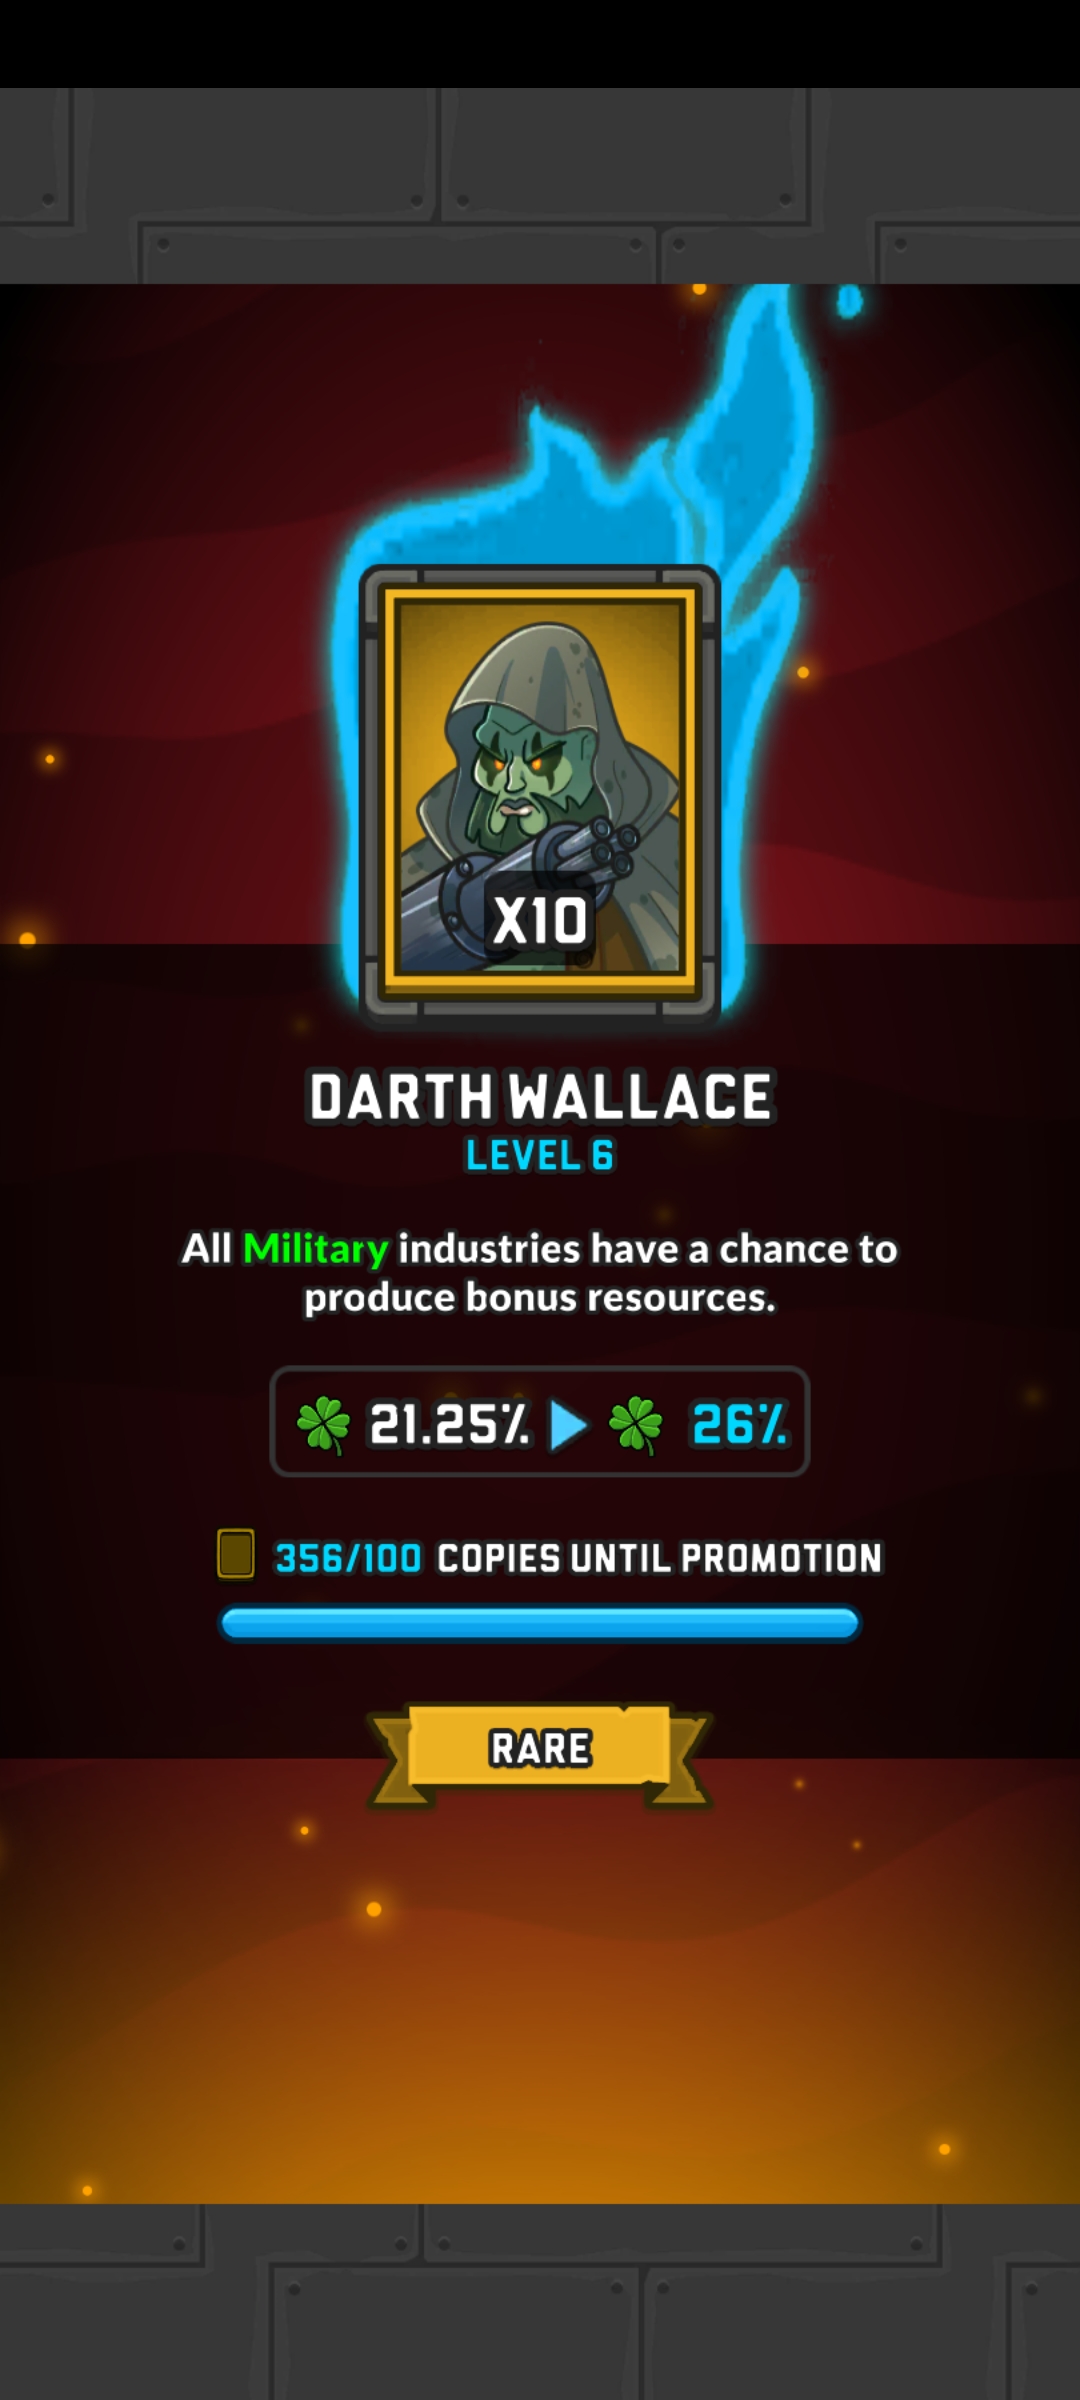 X10
DARTH WALLACE
LEVEL 6
All Military industries have a chance to
produce bonus resources.
21.25% 26%
356/100 COPIES UNTIL PROMOTION
RARE